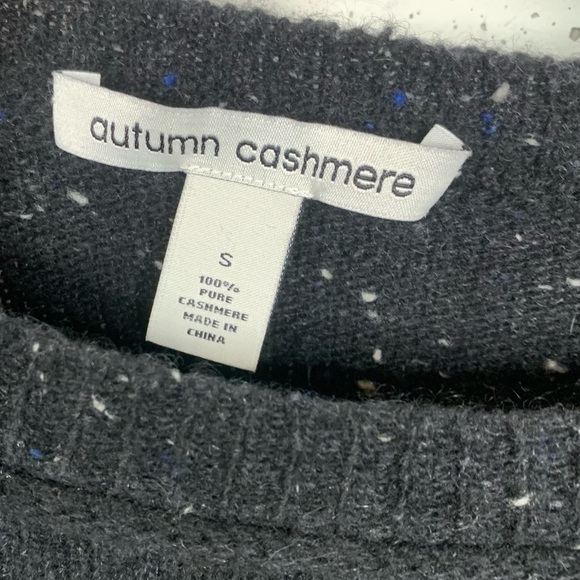 autumn cashmere
S
100%
PURE
CASHMERE
MADE IN
CHINA